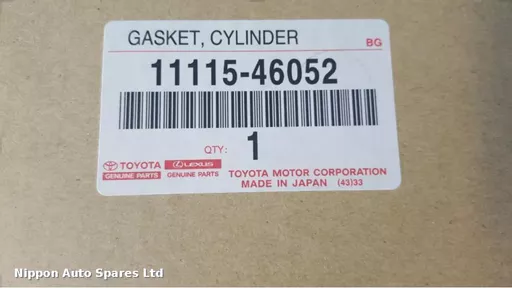 GASKET, CYLINDER
BG
11115-46052
QTY: 1
TOYOTA LEXUS
GENUINE PARTS GENUINE PARTS
TOYOTA MOTOR CORPORATION
MADE IN JAPAN (43)33
Nippon Auto Spares Ltd